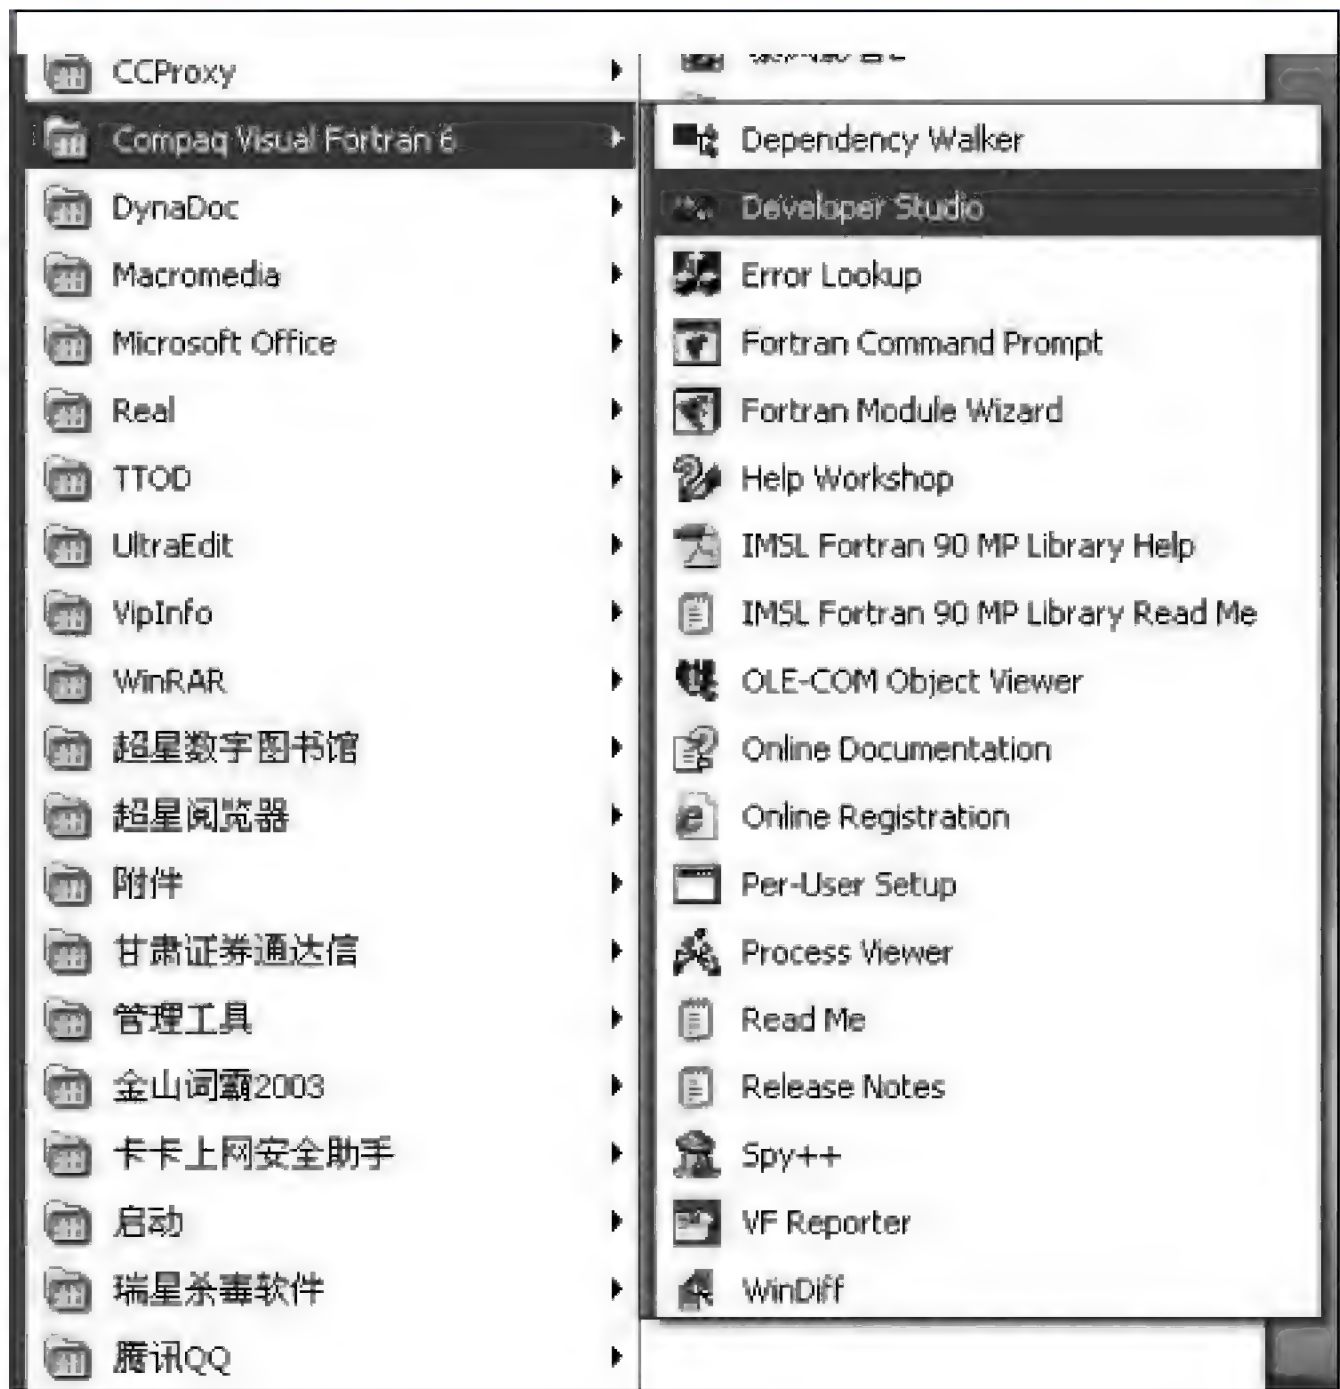 CCProxy
Compaq Visual Fortran 6
DynaDoc
Macromedia
Microsoft Office
Real
TTOD
UltraEdit
VipInfo
WinRAR
超星数字图书馆
超星阅览器
附件
甘肃证券通达信
管理工具
金山词霸2003
卡卡上网安全助手
启动
瑞星杀毒软件
腾讯QQ
Dependency Walker
Developer Studio
Error Lookup
Fortran Command Prompt
Fortran Module Wizard
Help Workshop
IMSL Fortran 90 MP Library Help
IMSL Fortran 90 MP Library Read Me
OLE-COM Object Viewer
Online Documentation
Online Registration
Per-User Setup
Process Viewer
Read Me
Release Notes
Spy++
VF Reporter
WinDiff